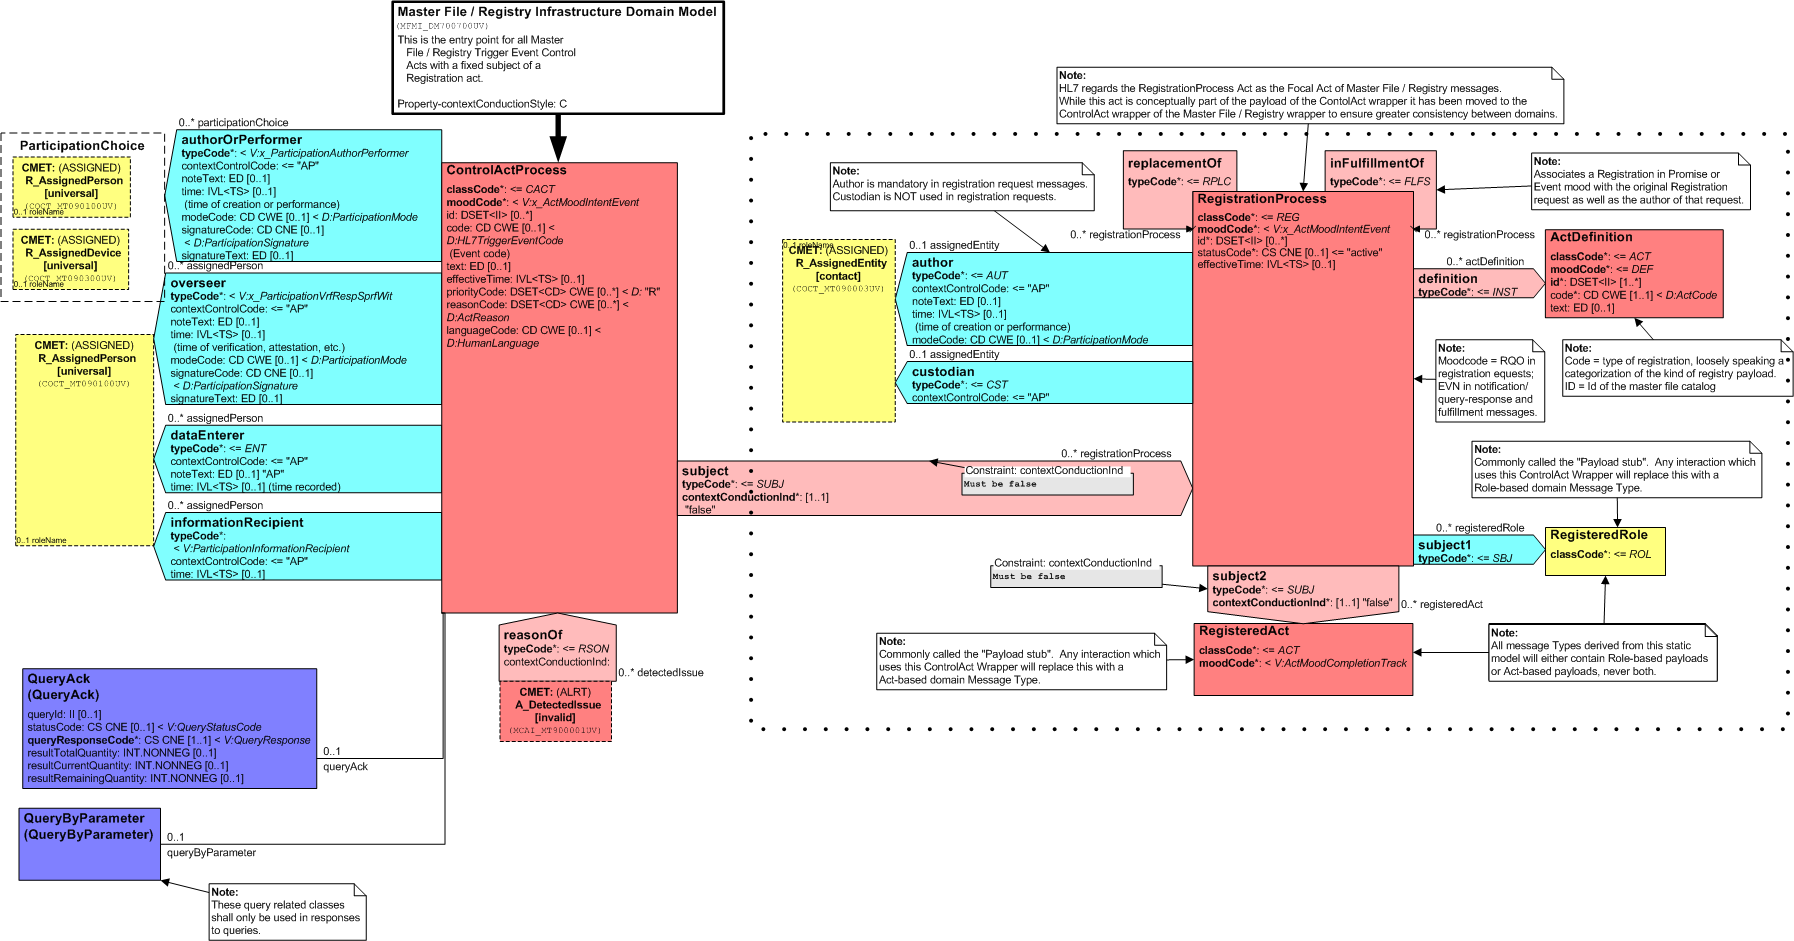 Master File / Registry Infrastructure Domain Model
(MFMI_DM700700UV)
This is the entry point for all Master
File / Registry Trigger Event Control
Acts with a fixed subject of a
Registration act.
Property-contextConductionStyle: C
0..* participationChoice
ParticipationChoice
CMET: (ASSIGNED)
R_AssignedPerson
[universal]
(COCT_MT090100UV)
0..1 roleName
CMET: (ASSIGNED)
R_AssignedDevice
[universal]
(COCT_MT090300UV)
0..1 roleName
authorOrPerformer
typeCode*: < V:x_ParticipationAuthorPerformer
contextControlCode: <= "AP"
noteText: ED [0..1]
time: IVL<TS> [0..1]
(time of creation or performance)
modeCode: CD CWE [0..1] < D:ParticipationMode
signatureCode: CD CNE [0..1]
< D:ParticipationSignature
signatureText: ED [0..1]
0..* assignedPerson
overseer
typeCode*: < V:x_ParticipationVrfRespSprfWit
contextControlCode: <= "AP"
noteText: ED [0..1]
time: IVL<TS> [0..1]
(time of verification, attestation, etc.)
modeCode: CD CWE [0..1] < D:ParticipationMode
signatureCode: CD CNE [0..1]
< D:ParticipationSignature
signatureText: ED [0..1]
CMET: (ASSIGNED)
R_AssignedPerson
[universal]
(COCT_MT090100UV)
0..1 roleName
0..* assignedPerson
dataEnterer
typeCode*: <= ENT
contextControlCode: <= "AP"
noteText: ED [0..1] "AP"
time: IVL<TS> [0..1] (time recorded)
0..* assignedPerson
informationRecipient
typeCode*:
< V:ParticipationInformationRecipient
contextControlCode: <= "AP"
time: IVL<TS> [0..1]
ControlActProcess
classCode*: <= CACT
moodCode*: < V:x_ActMoodIntentEvent
id: DSET<II> [0..*]
code: CD CWE [0..1] <
D:HL7TriggerEventCode
(Event code)
text: ED [0..1]
effectiveTime: IVL<TS> [0..1]
priorityCode: DSET<CD> CWE [0..*] < D: "R"
reasonCode: DSET<CD> CWE [0..*] <
D:ActReason
languageCode: CD CWE [0..1] <
D:HumanLanguage
reasonOf
typeCode*: <= RSON
contextConductionInd:
0..* detectedIssue
CMET: (ALRT)
A_DetectedIssue
[invalid]
(MCAI_MT900001UV)
QueryAck
(QueryAck)
queryId: II [0..1]
statusCode: CS CNE [0..1] < V:QueryStatusCode
queryResponseCode*: CS CNE [1..1] < V:QueryResponse
resultTotalQuantity: INT.NONNEG [0..1]
resultCurrentQuantity: INT.NONNEG [0..1]
resultRemainingQuantity: INT.NONNEG [0..1]
0..1
queryAck
QueryByParameter
(QueryByParameter)
0..1
queryByParameter
Note:
These query related classes
shall only be used in responses
to queries.
subject
typeCode*: <= SUBJ
contextConductionInd*: [1..1]
"false"
0..* registrationProcess
Constraint: contextConductionInd
Must be false
Note:
HL7 regards the RegistrationProcess Act as the Focal Act of Master File / Registry messages.
While this act is conceptually part of the payload of the ContolAct wrapper it has been moved to the
ControlAct wrapper of the Master File / Registry wrapper to ensure greater consistency between domains.
Note:
Author is mandatory in registration request messages.
Custodian is NOT used in registration requests.
replacementOf
typeCode*: <= RPLC
0..* registrationProcess
inFulfillmentOf
typeCode*: <= FLFS
0..* registrationProcess
Note:
Associates a Registration in Promise or
Event mood with the original Registration
request as well as the author of that request.
0..1 roleName
CMET: (ASSIGNED)
R_AssignedEntity
[contact]
(COCT_MT090003UV)
0..1 assignedEntity
author
typeCode*: <= AUT
contextControlCode: <= "AP"
noteText: ED [0..1]
time: IVL<TS> [0..1]
(time of creation or performance)
modeCode: CD CWE [0..1] < D:ParticipationMode
0..1 assignedEntity
custodian
typeCode*: <= CST
contextControlCode: <= "AP"
RegistrationProcess
classCode*: <= REG
moodCode*: < V:x_ActMoodIntentEvent
id*: DSET<II> [0..*]
statusCode*: CS CNE [0..1] <= "active"
effectiveTime: IVL<TS> [0..1]
0..* actDefinition
definition
typeCode*: <= INST
ActDefinition
classCode*: <= ACT
moodCode*: <= DEF
id*: DSET<II> [1..*]
code*: CD CWE [1..1] < D:ActCode
text: ED [0..1]
Note:
Moodcode = RQO in
registration equests;
EVN in notification/
query-response and
fulfillment messages.
Note:
Code = type of registration, loosely speaking a
categorization of the kind of registry payload.
ID = Id of the master file catalog
Note:
Commonly called the "Payload stub".  Any interaction which
uses this ControlAct Wrapper will replace this with a
Role-based domain Message Type.
0..* registeredRole
subject1
typeCode*: <= SBJ
RegisteredRole
classCode*: <= ROL
Constraint: contextConductionInd
Must be false
subject2
typeCode*: <= SUBJ
contextConductionInd*: [1..1] "false"
0..* registeredAct
RegisteredAct
classCode*: <= ACT
moodCode*: < V:ActMoodCompletionTrack
Note:
Commonly called the "Payload stub".  Any interaction which
uses this ControlAct Wrapper will replace this with a
Act-based domain Message Type.
Note:
All message Types derived from this static
model will either contain Role-based payloads
or Act-based payloads, never both.